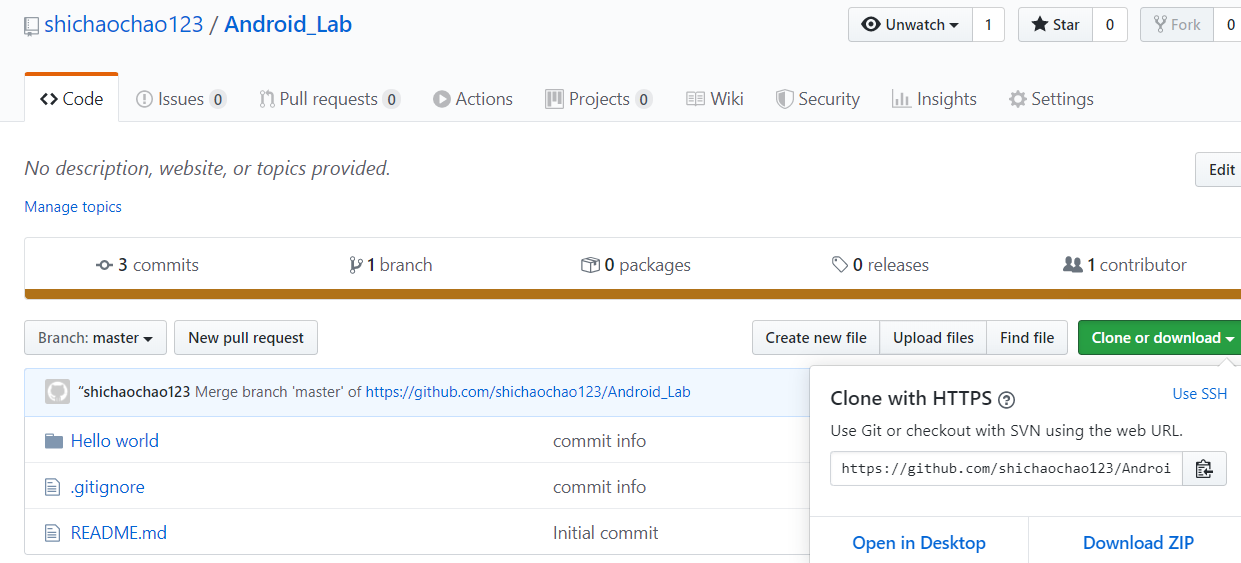 shichaochao123 / Android_Lab
Unwatch 1 Star 0 Fork 0
Code Issues 0 Pull requests 0 Actions Projects 0 Wiki Security Insights Settings
No description, website, or topics provided.
Edit
Manage topics
3 commits 1 branch 0 packages 0 releases 1 contributor
Branch: master New pull request Create new file Upload files Find file Clone or download
“shichaochao123 Merge branch 'master' of https://github.com/shichaochao123/Android_Lab
Hello world commit info
.gitignore commit info
README.md Initial commit
Clone with HTTPS ? Use SSH
Use Git or checkout with SVN using the web URL.
https://github.com/shichaochao123/Androi
Open in Desktop Download ZIP